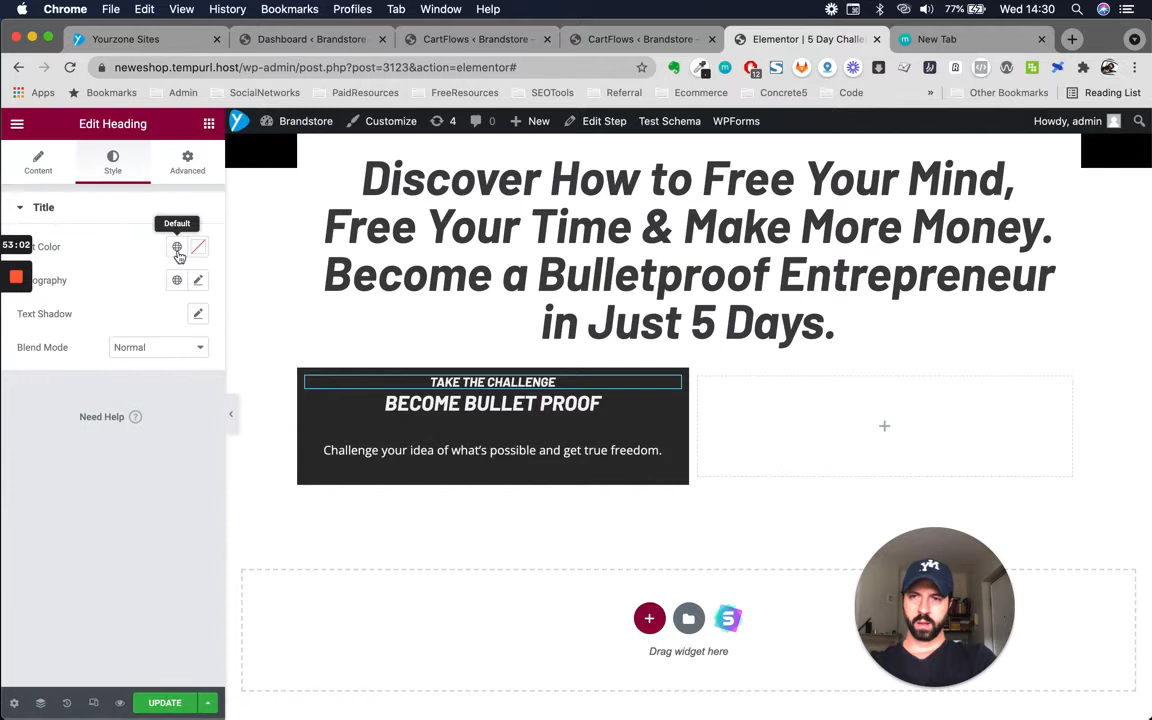 Chrome File Edit View History Bookmarks Profiles Tab Window Help 77% Wed 14:30
Yourzone Sites Dashboard ‹ Brandstore CartFlows ‹ Brandstore – CartFlows ‹ Brandstore – Elementor | 5 Day Challe New Tab
neweshop.tempurl.host/wp-admin/post.php?post=3123&action=elementor# 12
Apps Bookmarks Admin SocialNetworks PaidResources FreeResources SEOTools Referral Ecommerce Concrete5 Code » Other Bookmarks Reading List
Edit Heading Brandstore Customize 4 0 New Edit Step Test Schema WPForms Howdy, admin
Content Style Advanced
Title
Default
53:02 t Color
ography
Text Shadow
Blend Mode Normal
Need Help ?
UPDATE
Discover How to Free Your Mind,
Free Your Time & Make More Money.
Become a Bulletproof Entrepreneur
in Just 5 Days.
TAKE THE CHALLENGE
BECOME BULLET PROOF
Challenge your idea of what's possible and get true freedom.
Drag widget here